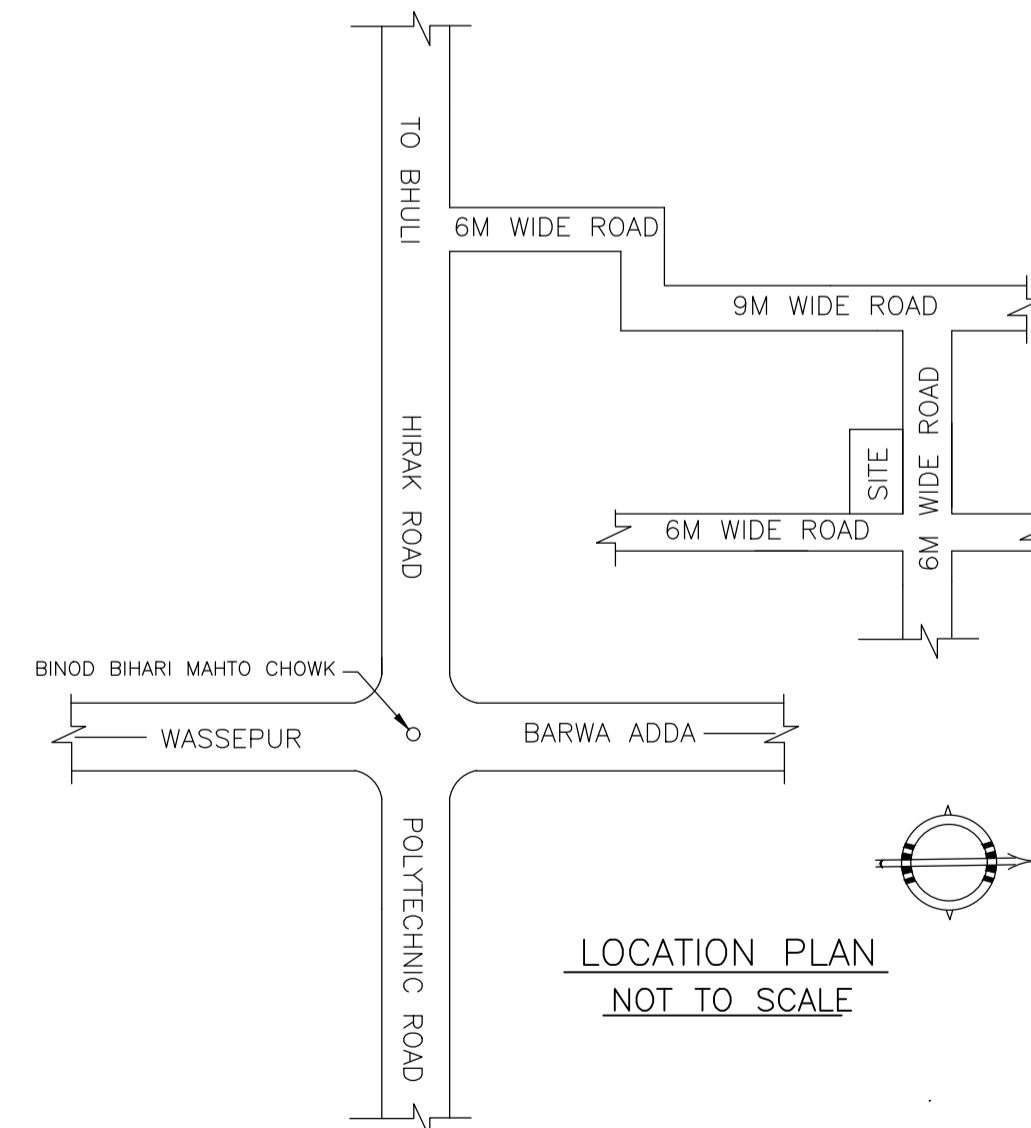 TO BHULI
6M WIDE ROAD
9M WIDE ROAD
6M WIDE ROAD
SITE
HIRAK ROAD
6M WIDE ROAD
BINOD BIHARI MAHTO CHOWK
WASSEPUR
BARWA ADDA
POLYTECHNIC ROAD
LOCATION PLAN
NOT TO SCALE